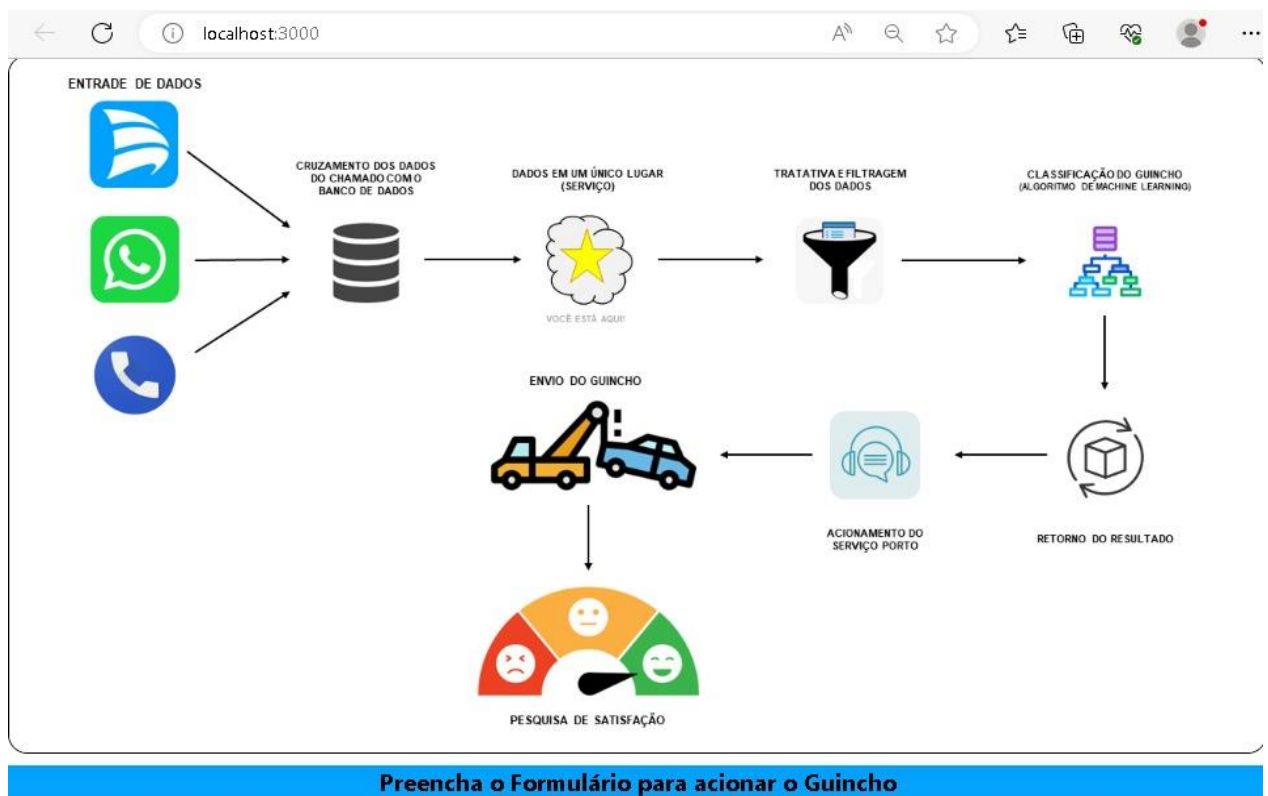 localhost:3000
ENTRADE DE DADOS
CRUZAMENTO DOS DADOS
DO CHAMADO COM O
BANCO DE DADOS
DADOS EM UM ÚNICO LUGAR
(SERVIÇO)
VOCÊ ESTÁ AQUI!
TRATATIVA E FILTRAGEM
DOS DADOS
CLASSIFICAÇÃO DO GUINCHO
(ALGORITMO DE MACHINE LEARNING)
ENVIO DO GUINCHO
ACIONAMENTO DO
SERVIÇO PORTO
RETORNO DO RESULTADO
PESQUISA DE SATISFAÇÃO
Preencha o Formulário para acionar o Guincho